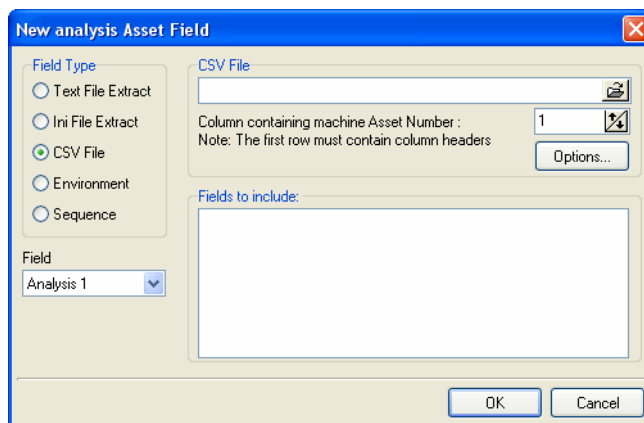 New analysis Asset Field
Field Type
Text File Extract
Ini File Extract
CSV File
Environment
Sequence
Field
Analysis 1
CSV File
Column containing machine Asset Number :
1
Note: The first row must contain column headers
Options...
Fields to include:
OK
Cancel